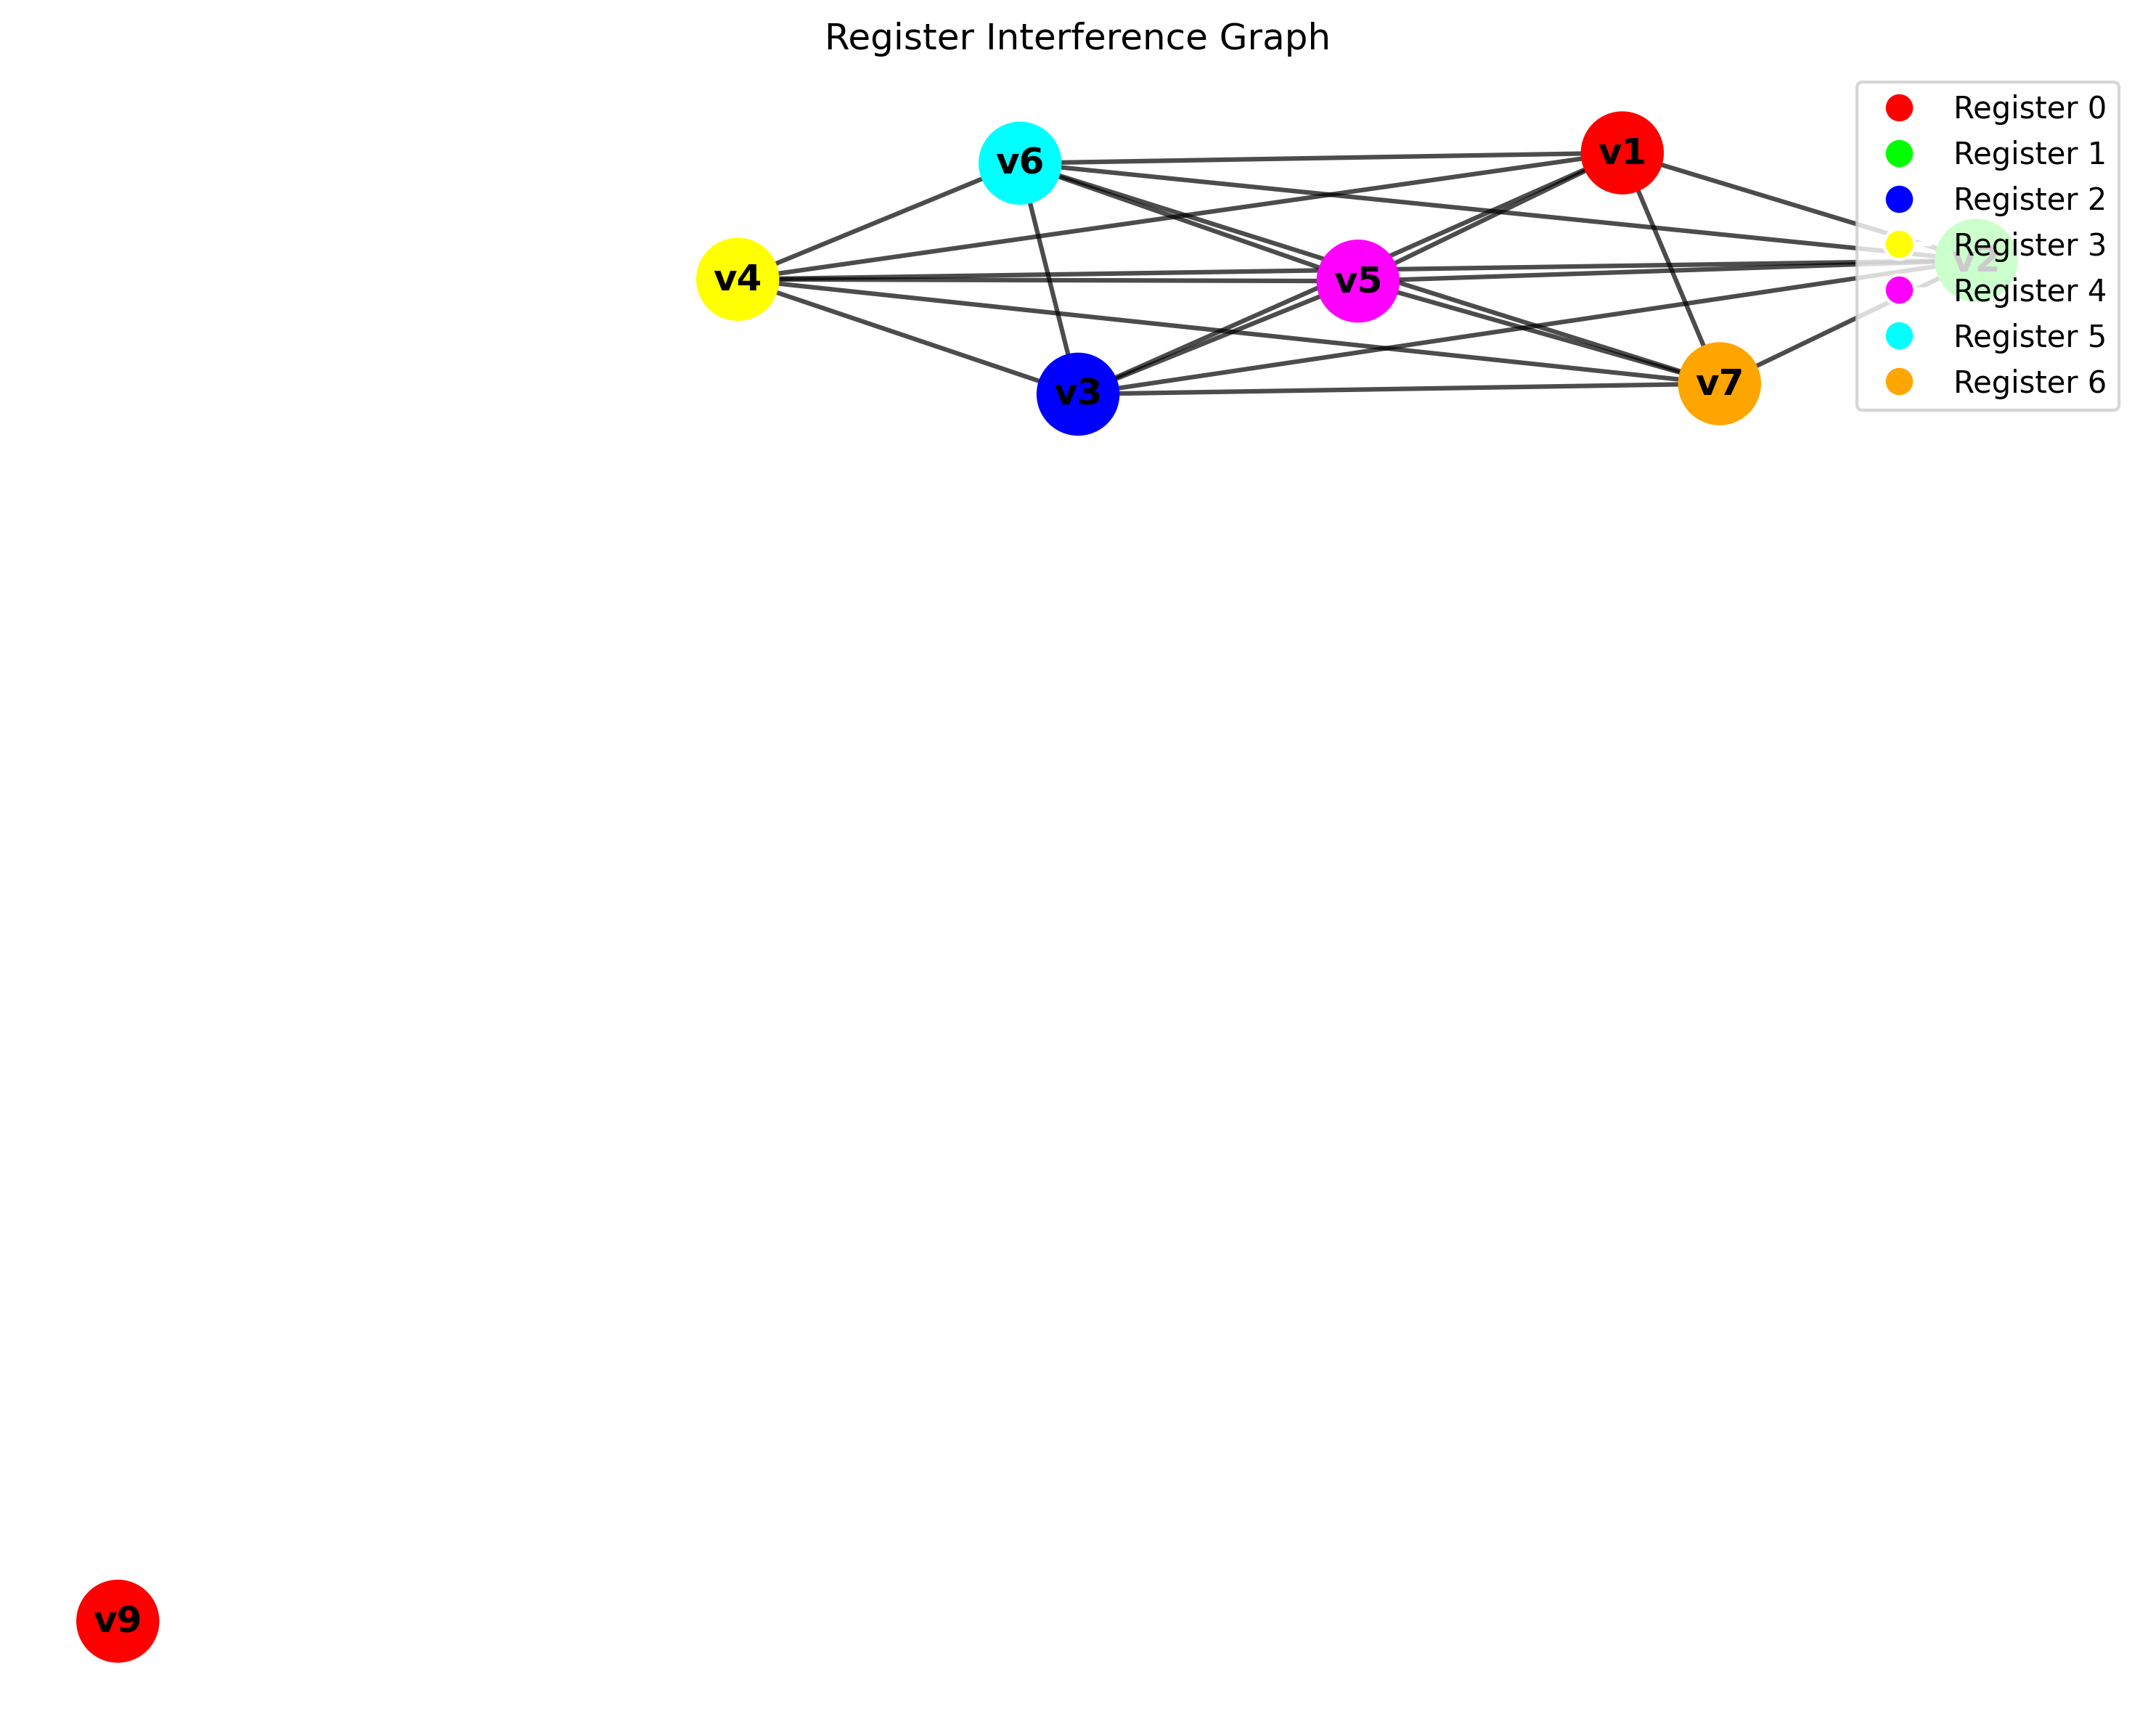 Register Interference Graph
v6
v1
v4
v5
v2
v3
v7
Register 0
Register 1
Register 2
Register 3
Register 4
Register 5
Register 6
v9